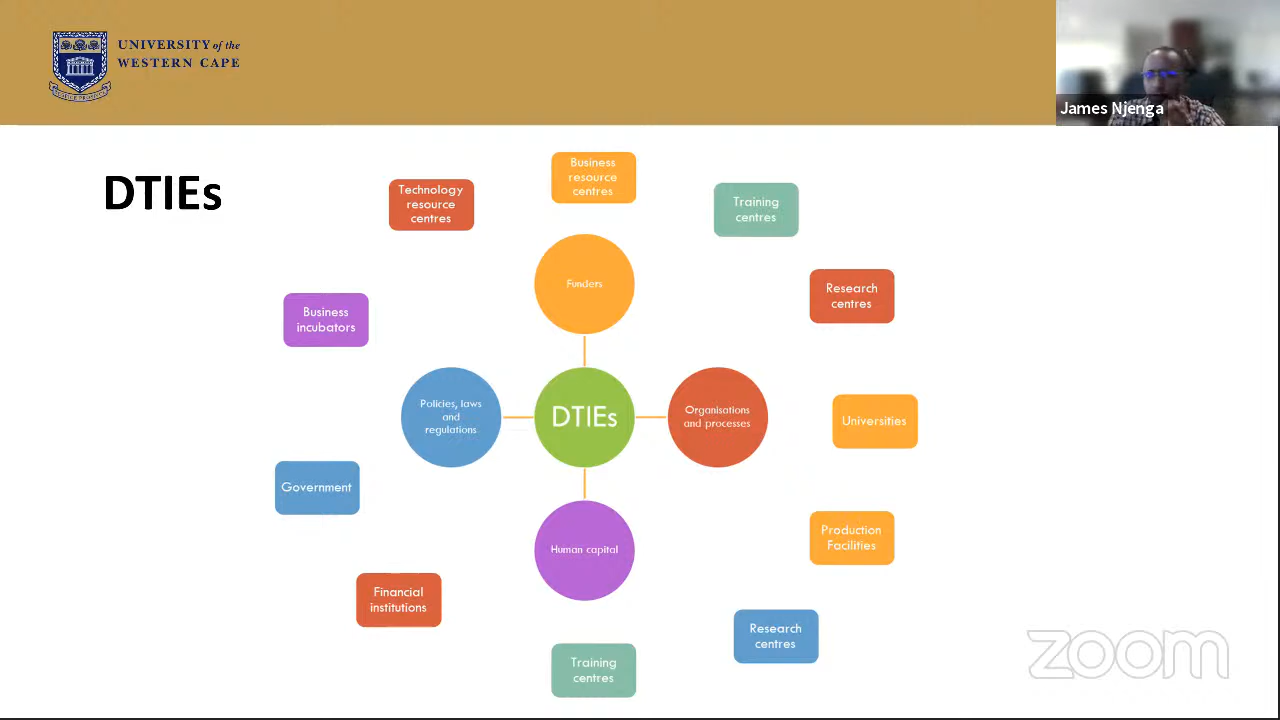 UNIVERSITY of the
WESTERN CAPE
James Njenga
DTIEs
Business
resource
centres
Technology
resource
centres
Training
centres
Funders
Research
centres
Business
incubators
Policies, laws
and
regulations
DTIEs
Organisations
and processes
Universities
Government
Production
Facilities
Human capital
Financial
institutions
Research
centres
Training
centres
zoom